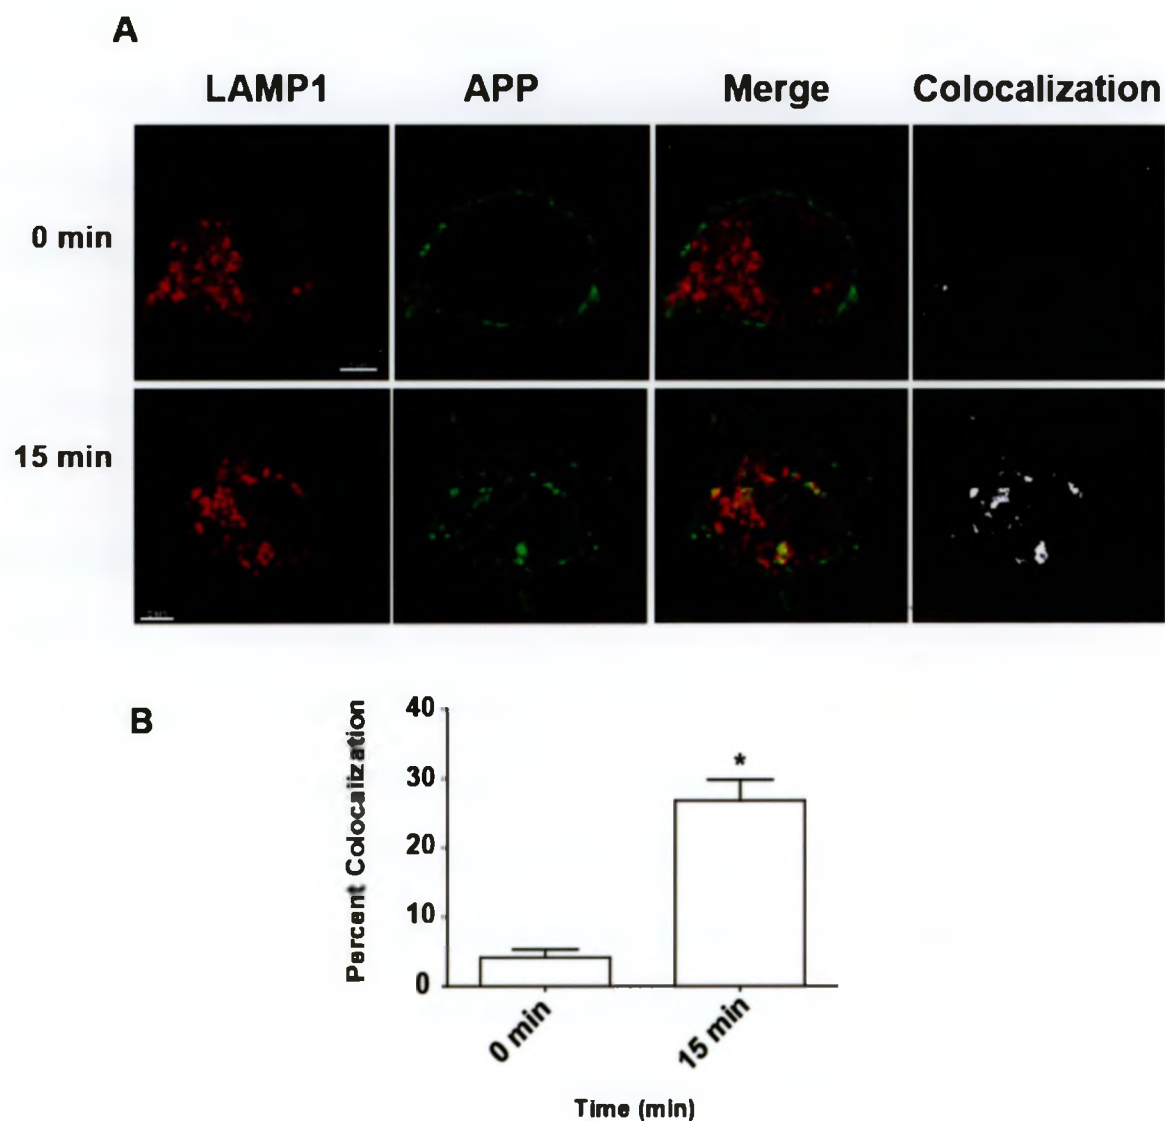 A
LAMP1 APP Merge Colocalization
0 min
15 min
B
Percent Colocalization
40
30
20
10
0
*
0 min 15 min
Time (min)